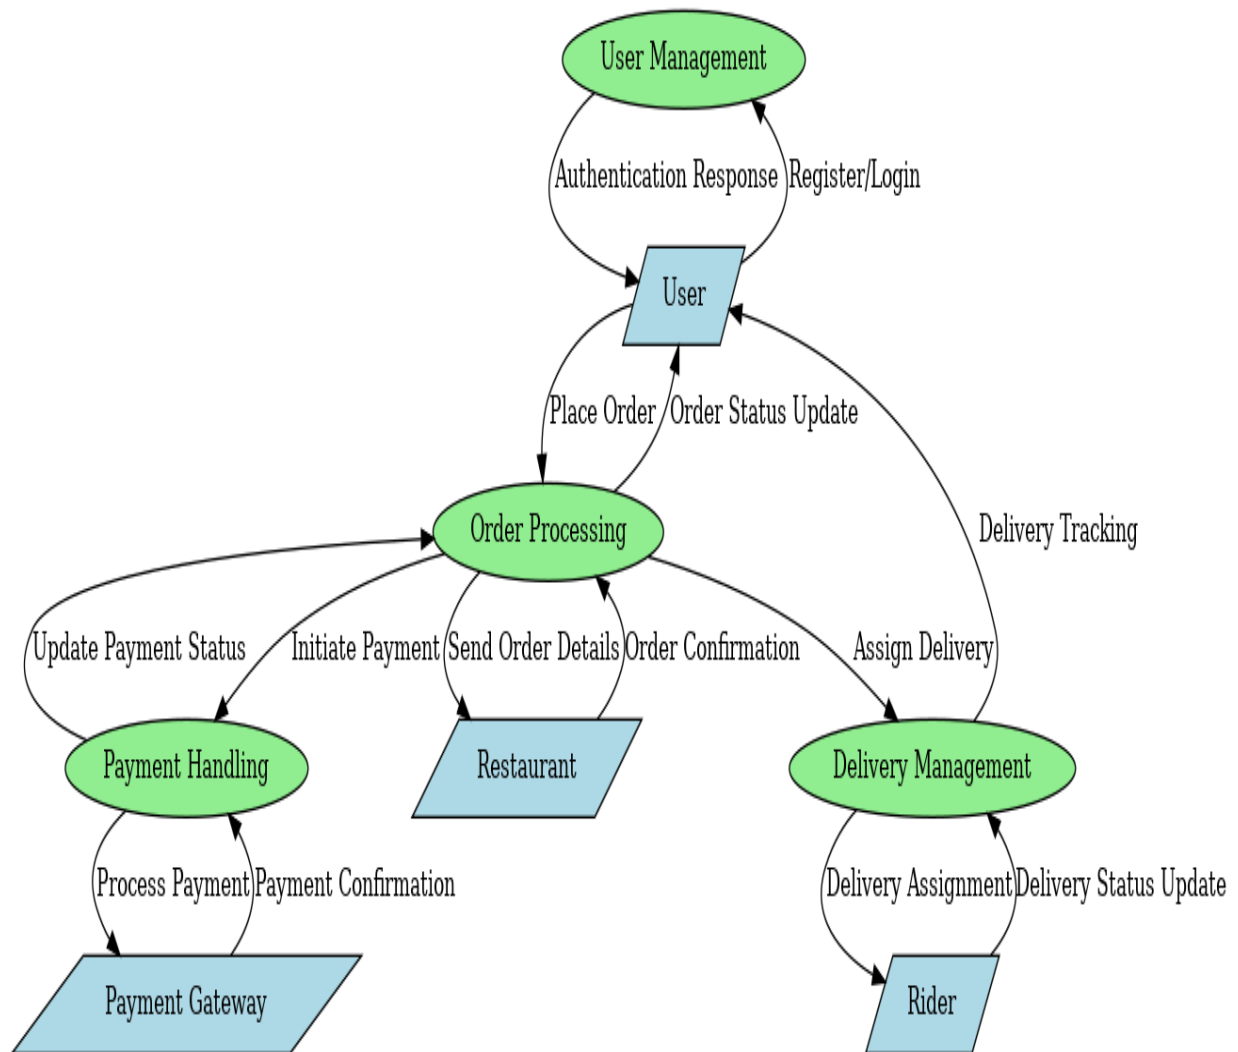 User Management
Authentication Response
Register/Login
User
Place Order
Order Status Update
Delivery Tracking
Order Processing
Update Payment Status
Initiate Payment
Send Order Details
Order Confirmation
Assign Delivery
Payment Handling
Restaurant
Delivery Management
Process Payment
Payment Confirmation
Delivery Assignment
Delivery Status Update
Payment Gateway
Rider